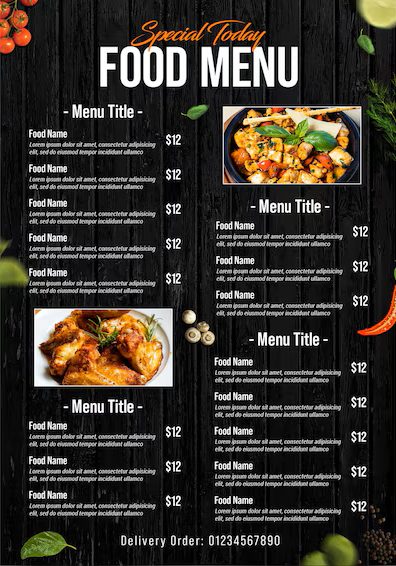 Special Today
FOOD MENU
- Menu Title -
Food Name
Lorem ipsum dolor sit amet, consectetur adipisicing
elit, sed do eiusmod tempor incididunt ullamco
$12
Food Name
Lorem ipsum dolor sit amet, consectetur adipisicing
elit, sed do eiusmod tempor incididunt ullamco
$12
Food Name
Lorem ipsum dolor sit amet, consectetur adipisicing
elit, sed do eiusmod tempor incididunt ullamco
$12
Food Name
Lorem ipsum dolor sit amet, consectetur adipisicing
elit, sed do eiusmod tempor incididunt ullamco
$12
Food Name
Lorem ipsum dolor sit amet, consectetur adipisicing
elit, sed do eiusmod tempor incididunt ullamco
$12
- Menu Title -
Food Name
Lorem ipsum dolor sit amet, consectetur adipisicing
elit, sed do eiusmod tempor incididunt ullamco
$12
Food Name
Lorem ipsum dolor sit amet, consectetur adipisicing
elit, sed do eiusmod tempor incididunt ullamco
$12
Food Name
Lorem ipsum dolor sit amet, consectetur adipisicing
elit, sed do eiusmod tempor incididunt ullamco
$12
- Menu Title -
Food Name
Lorem ipsum dolor sit amet, consectetur adipisicing
elit, sed do eiusmod tempor incididunt ullamco
$12
Food Name
Lorem ipsum dolor sit amet, consectetur adipisicing
elit, sed do eiusmod tempor incididunt ullamco
$12
Food Name
Lorem ipsum dolor sit amet, consectetur adipisicing
elit, sed do eiusmod tempor incididunt ullamco
$12
- Menu Title -
Food Name
Lorem ipsum dolor sit amet, consectetur adipisicing
elit, sed do eiusmod tempor incididunt ullamco
$12
Food Name
Lorem ipsum dolor sit amet, consectetur adipisicing
elit, sed do eiusmod tempor incididunt ullamco
$12
Food Name
Lorem ipsum dolor sit amet, consectetur adipisicing
elit, sed do eiusmod tempor incididunt ullamco
$12
Food Name
Lorem ipsum dolor sit amet, consectetur adipisicing
elit, sed do eiusmod tempor incididunt ullamco
$12
Food Name
Lorem ipsum dolor sit amet, consectetur adipisicing
elit, sed do eiusmod tempor incididunt ullamco
$12
Delivery Order: 01234567890